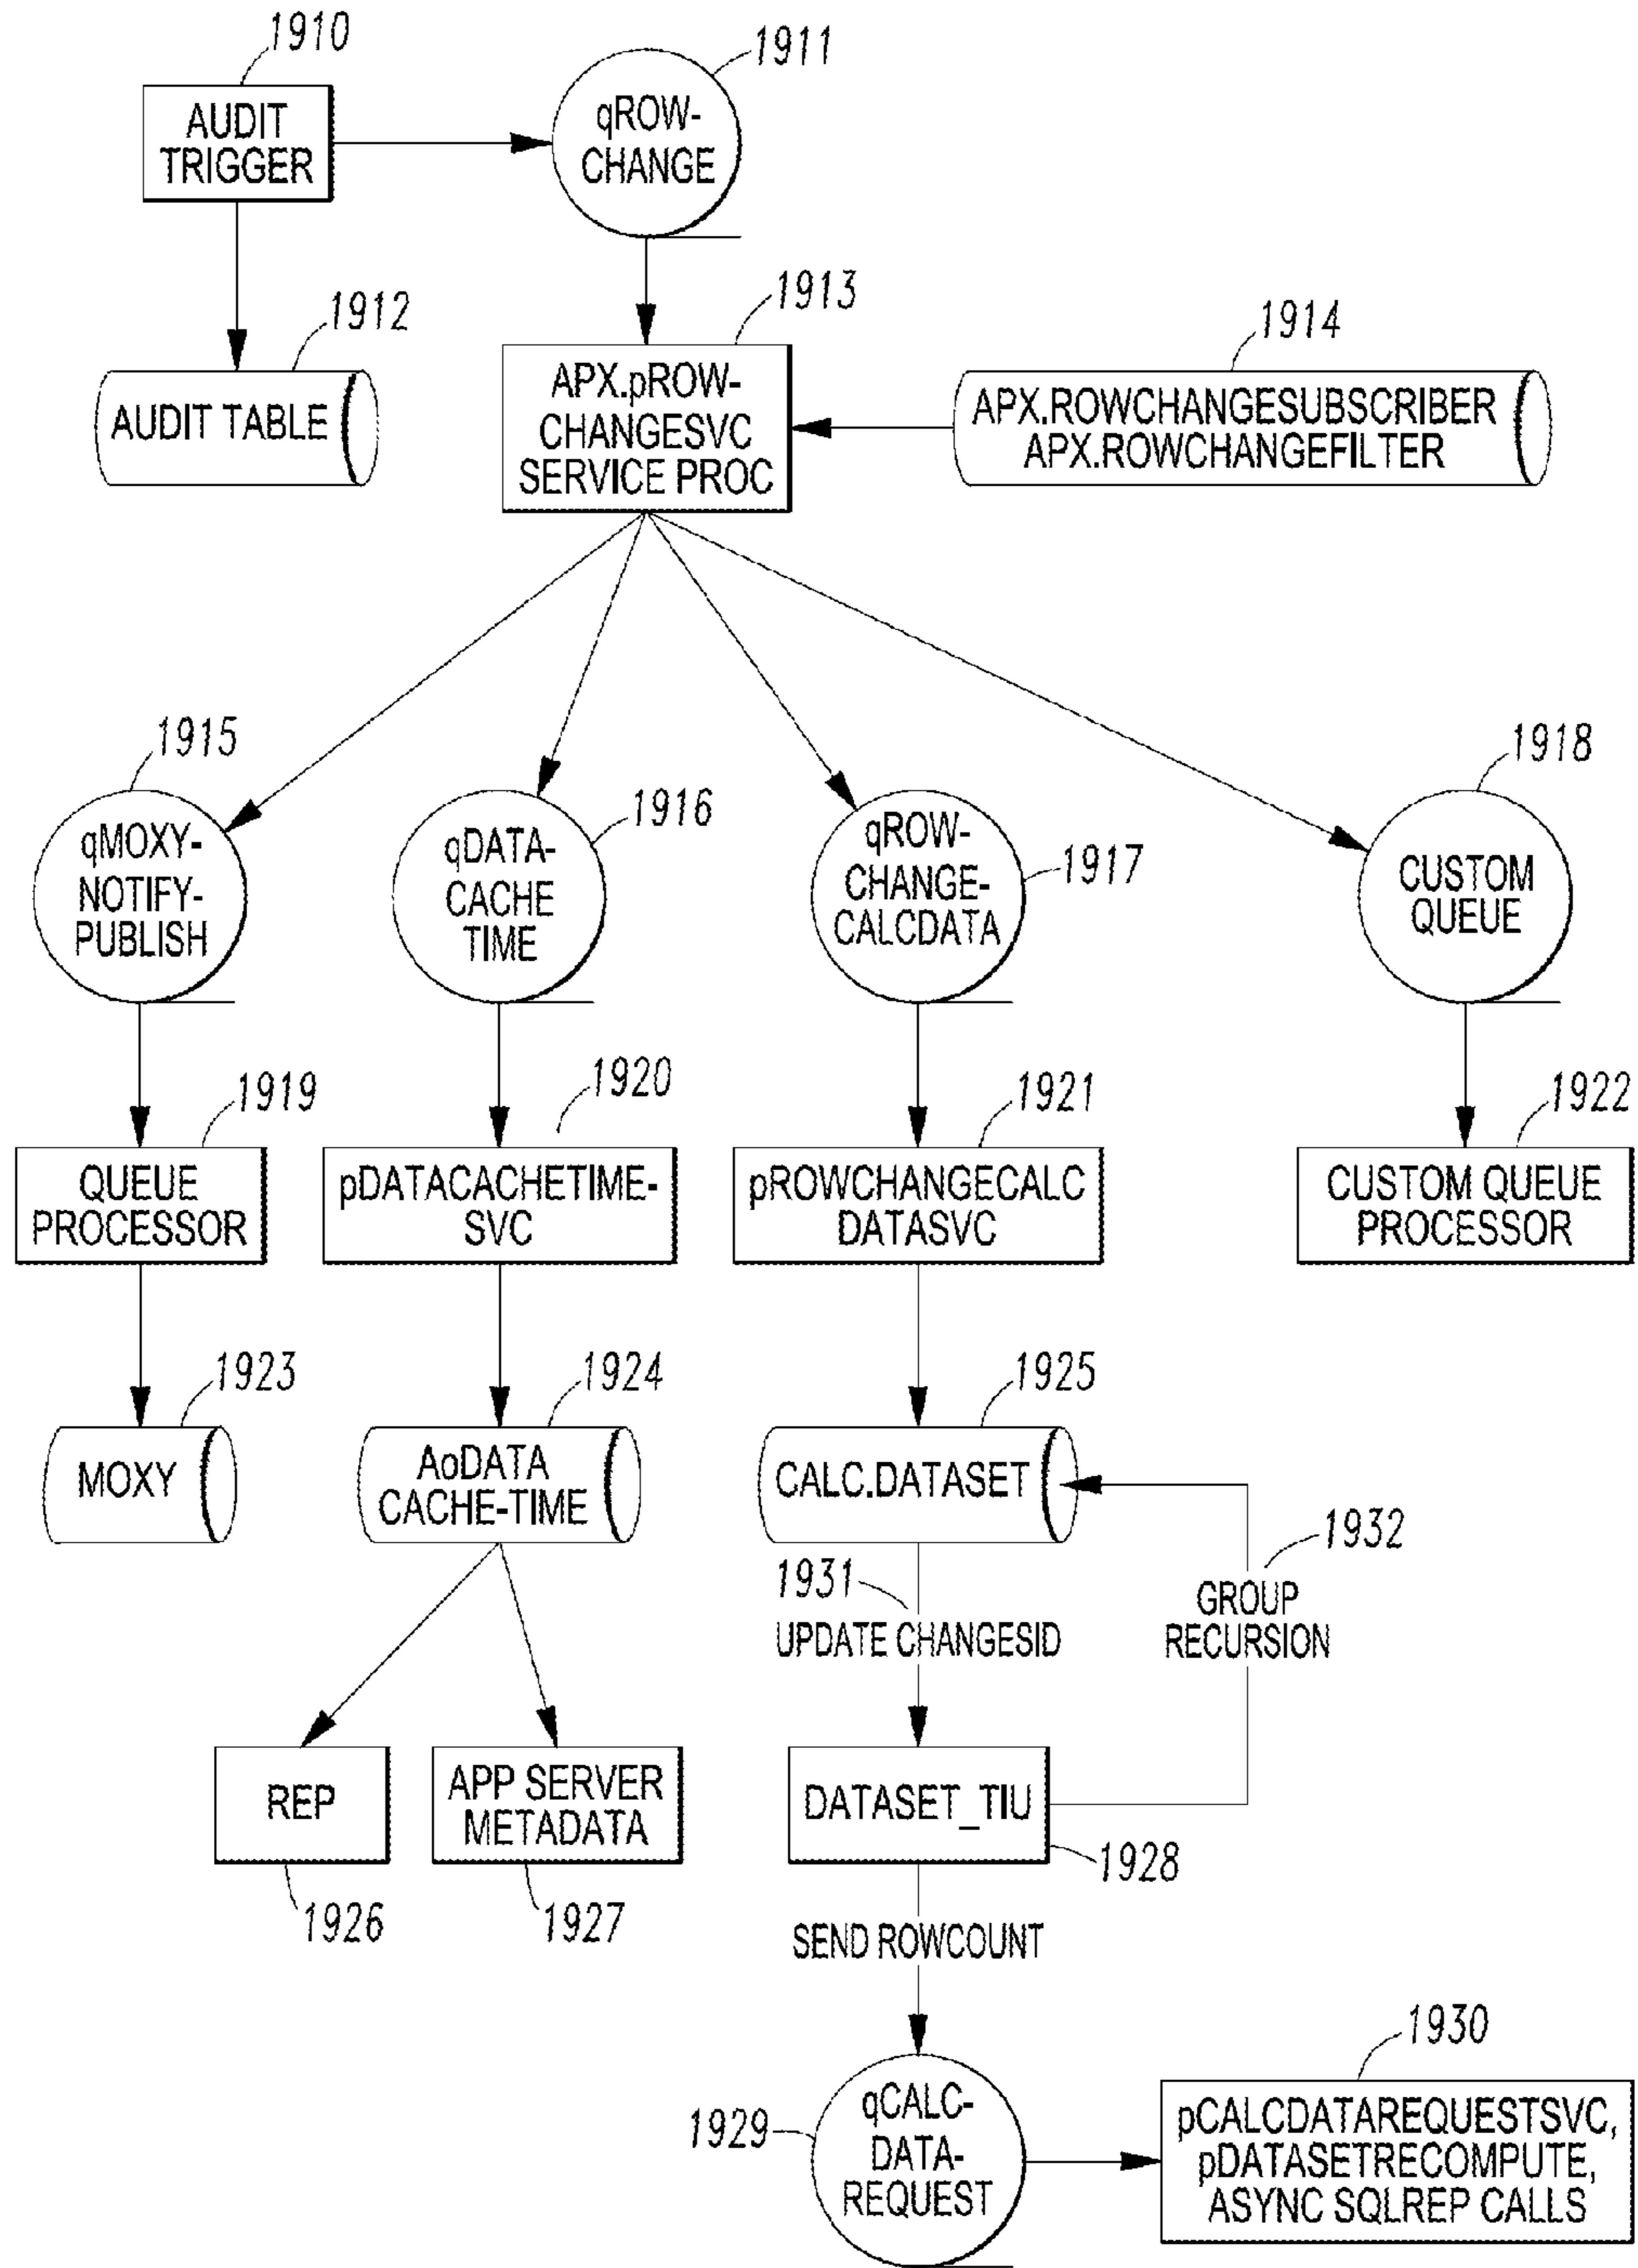 1910
AUDIT
TRIGGER
1911
qROW-
CHANGE
1912
AUDIT TABLE
1913
APX.pROW-
CHANGESVC
SERVICE PROC
1914
APX.ROWCHANGESUBSCRIBER
APX.ROWCHANGEFILTER
1915
qMOXY-
NOTIFY-
PUBLISH
1916
qDATA-
CACHE
TIME
1917
qROW-
CHANGE-
CALCDATA
1918
CUSTOM
QUEUE
1919
QUEUE
PROCESSOR
1920
pDATACACHETIME-
SVC
1921
pROWCHANGECALC
DATASVC
1922
CUSTOM QUEUE
PROCESSOR
1923
MOXY
1924
AoDATA
CACHE-TIME
1925
CALC.DATASET
1931
UPDATE CHANGESID
1932
GROUP
RECURSION
REP
1926
APP SERVER
METADATA
1927
DATASET_TIU
1928
SEND ROWCOUNT
1929
qCALC-
DATA-
REQUEST
1930
pCALCDATAREQUESTSVC,
pDATASETRECOMPUTE,
ASYNC SQLREP CALLS